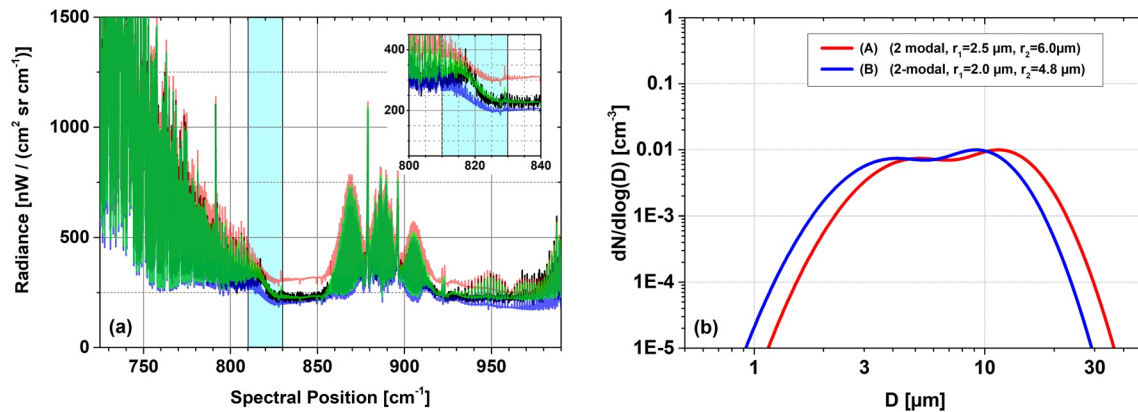 1500
1000
500
0
Radiance [nW / (cm² sr cm⁻¹)]
750
800
850
900
950
Spectral Position [cm⁻¹]
(a)
400
200
800
820
840
1
0.1
0.01
1E-3
1E-4
1E-5
dN/dlog(D) [cm⁻³]
(A) (2 modal, r₁=2.5 µm, r₂=6.0µm)
(B) (2-modal, r₁=2.0 µm, r₂=4.8 µm)
(b)
1
3
10
30
D [µm]